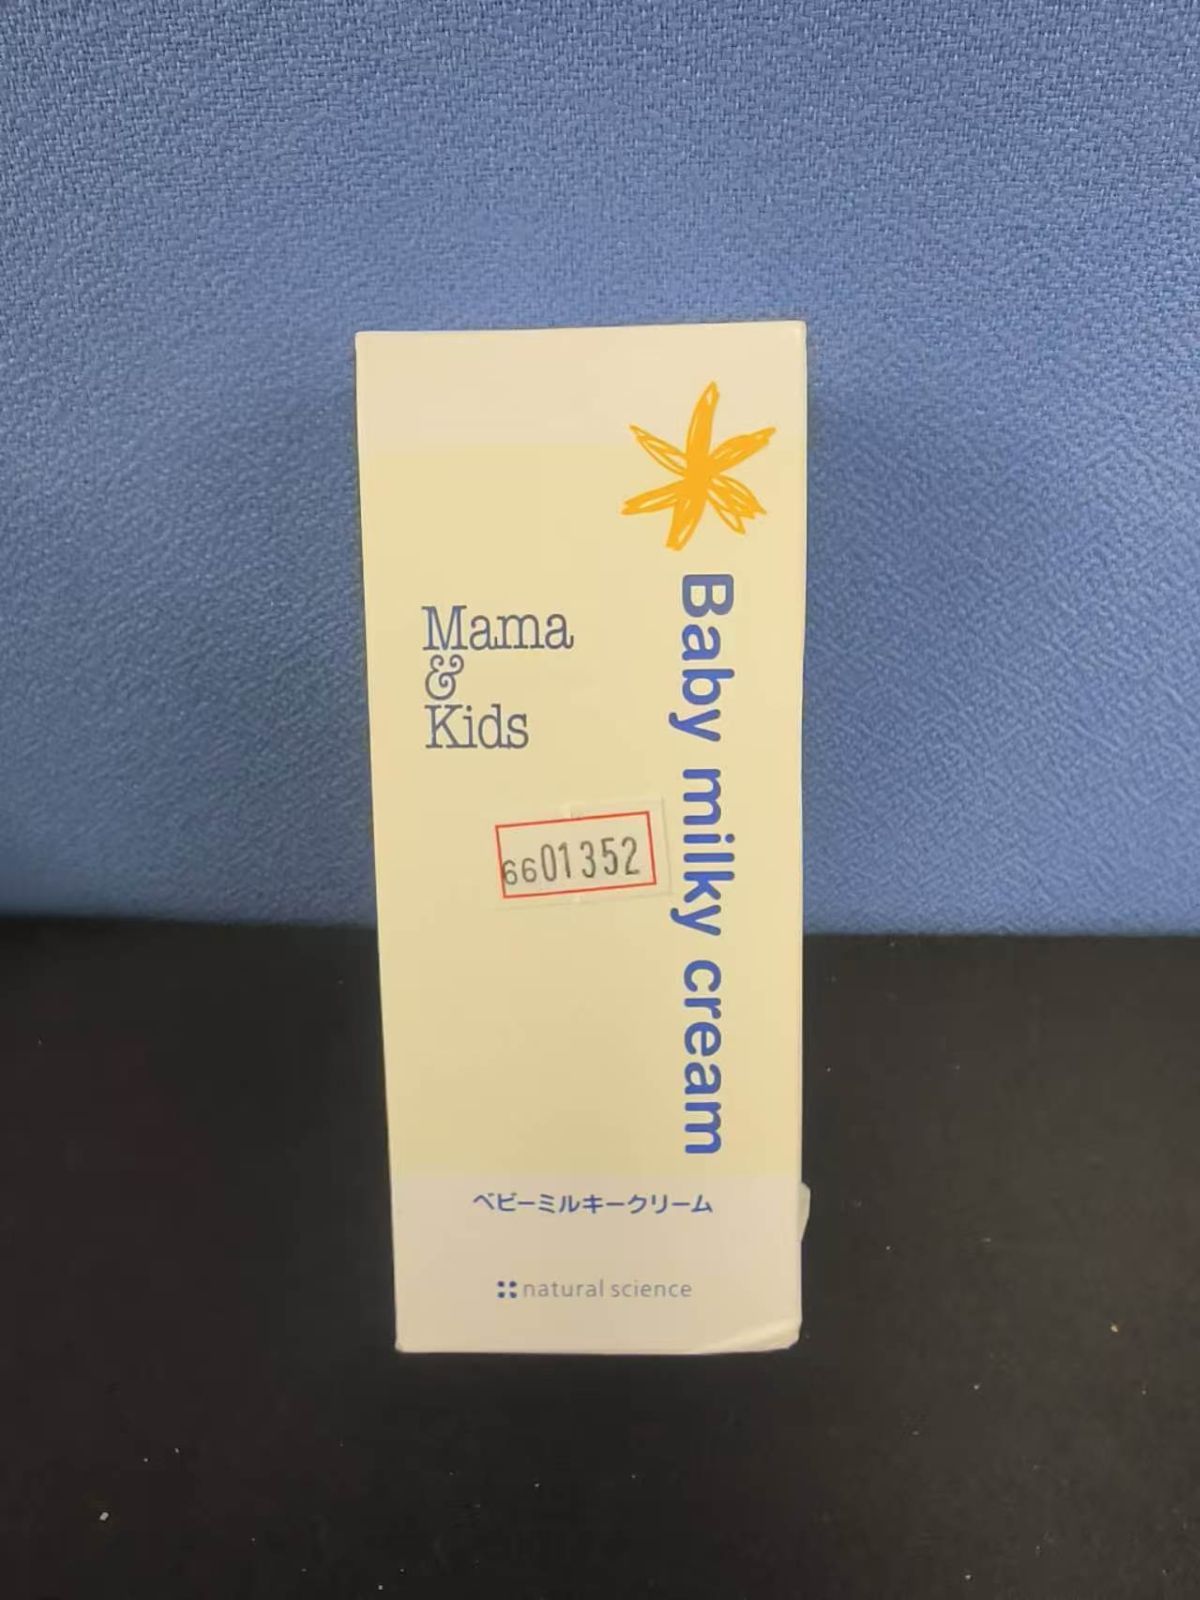 Mama
&
Kids
Baby milky cream
6601352
ベビーミルキークリーム
natural science